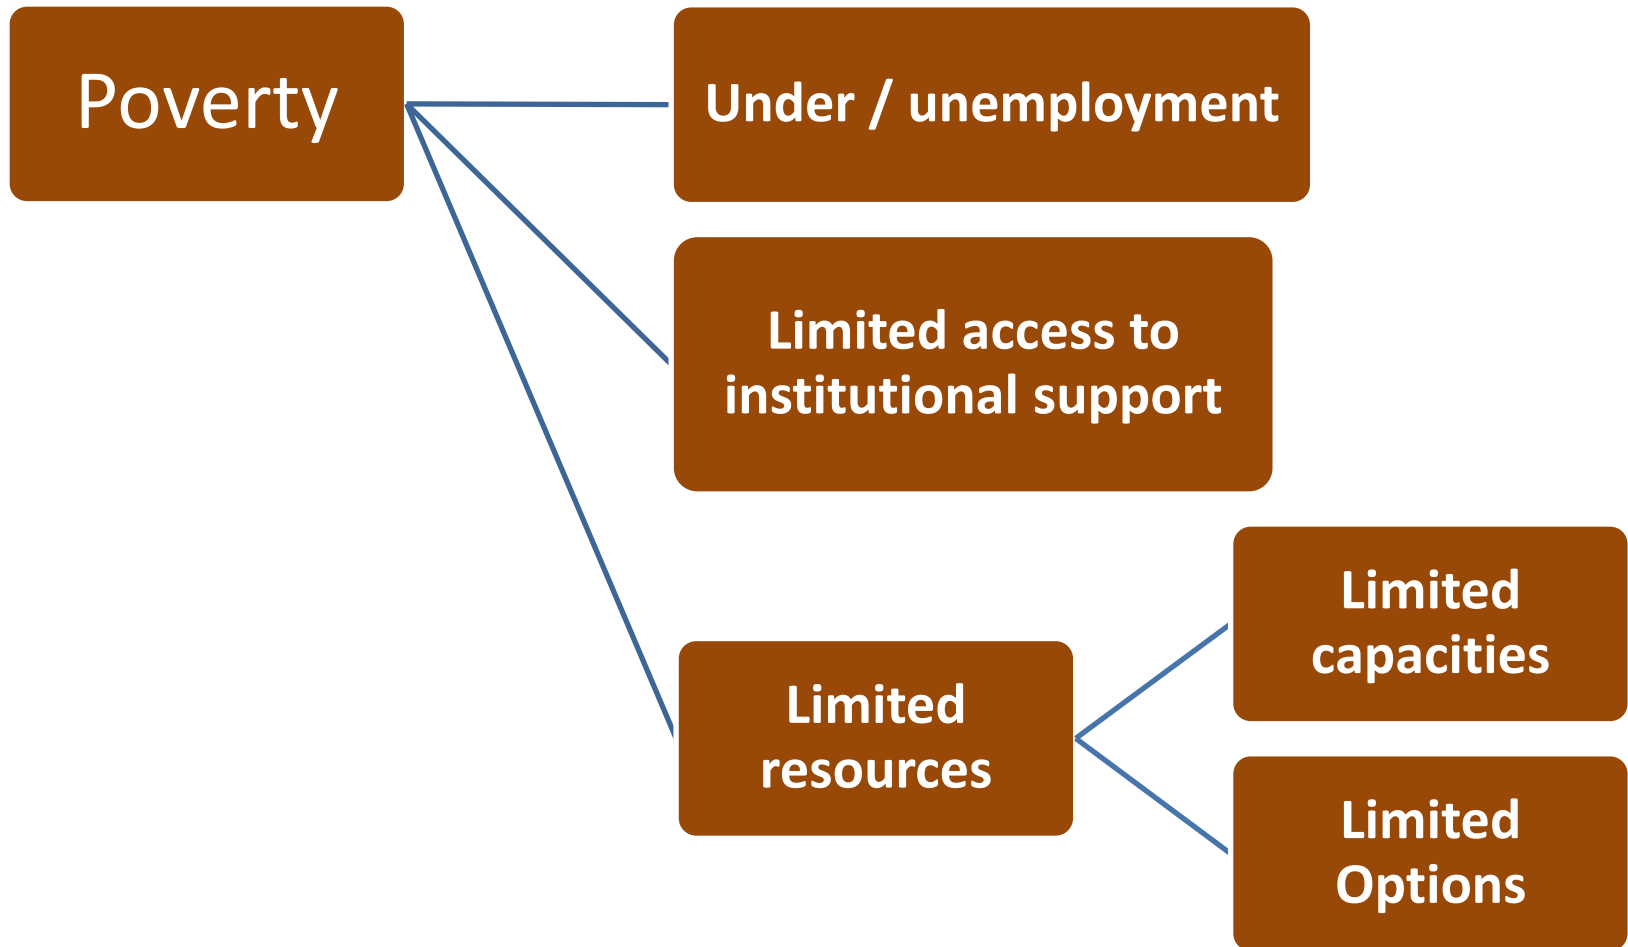 Poverty
Under / unemployment
Limited access to
institutional support
Limited
resources
Limited
capacities
Limited
Options